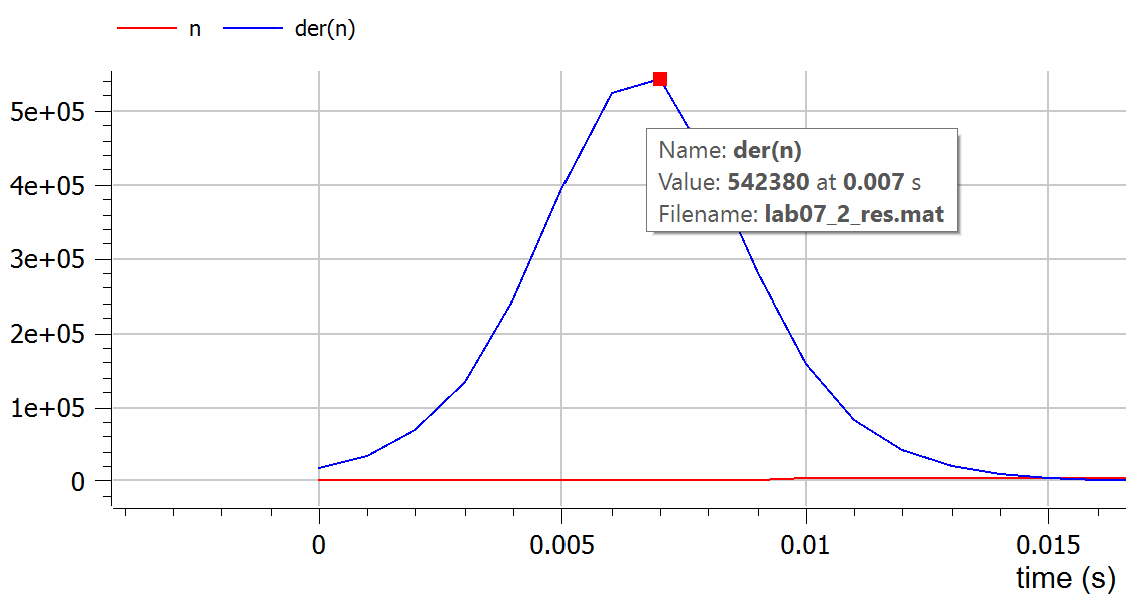 n der(n)
5e+05
4e+05
3e+05
2e+05
1e+05
0
Name: der(n)
Value: 542380 at 0.007 s
Filename: lab07_2_res.mat
0 0.005 0.01 0.015
time (s)